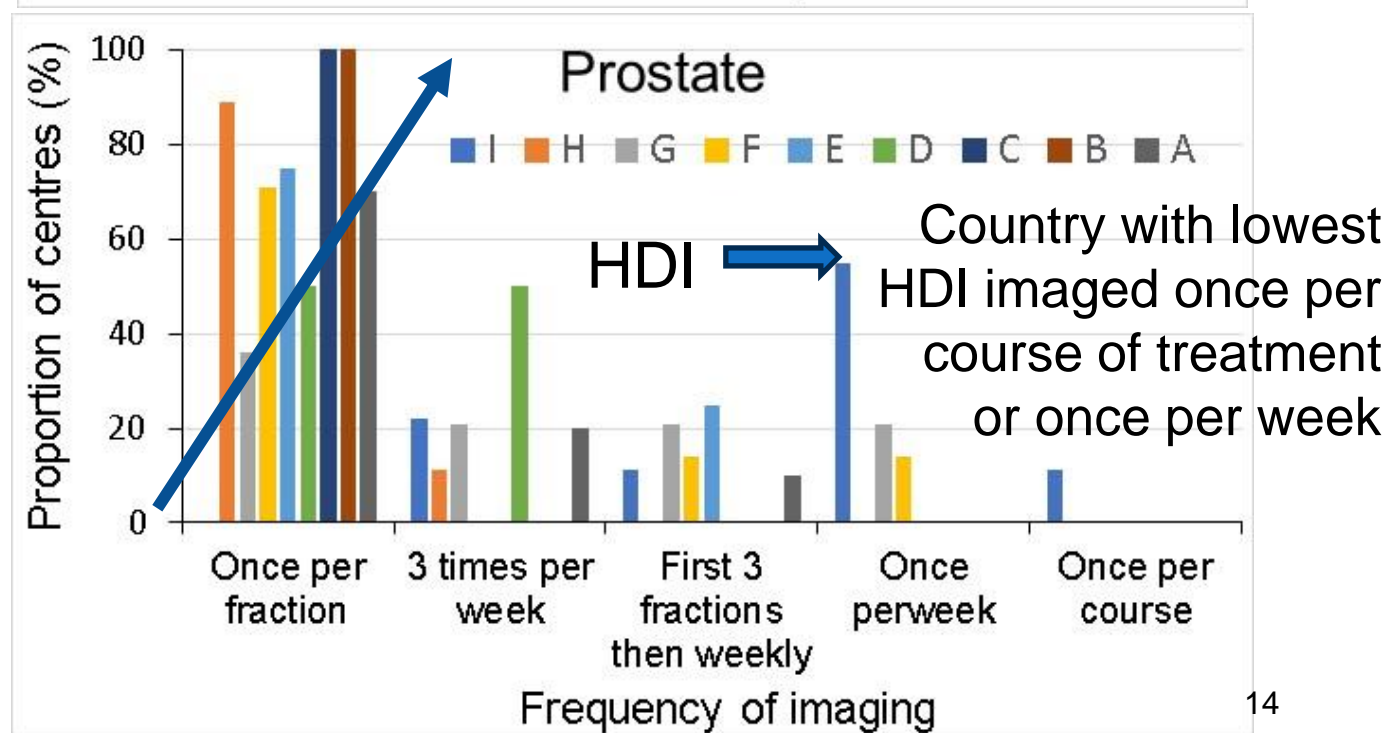 Proportion of centres (%)
100
80
60
40
20
0
Prostate
I H G F E D C B A
HDI
Country with lowest
HDI imaged once per
course of treatment
or once per week
Once per
fraction
3 times per
week
First 3
fractions
then weekly
Once
perweek
Once per
course
Frequency of imaging
14